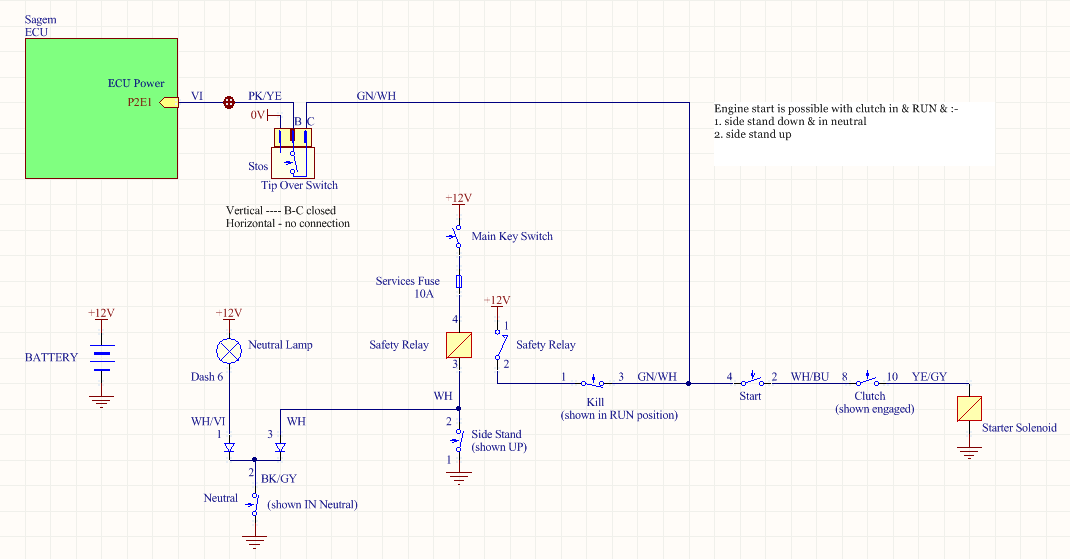 Sagem
ECU
ECU Power
P2E1
VI
PK/YE
GN/WH
0V
B C
Stos
Tip Over Switch
Vertical ---- B-C closed
Horizontal - no connection
Engine start is possible with clutch in & RUN & :-
1. side stand down & in neutral
2. side stand up
+12V
Main Key Switch
Services Fuse
10A
+12V
4
1
Safety Relay
Safety Relay
3
2
+12V
BATTERY
+12V
Neutral Lamp
Dash 6
WH/VI
1
3
WH
WH
2
Side Stand
(shown UP)
1
2
BK/GY
Neutral
(shown IN Neutral)
1
3
GN/WH
Kill
(shown in RUN position)
4
2
Start
WH/BU
8
10
Clutch
(shown engaged)
YE/GY
Starter Solenoid